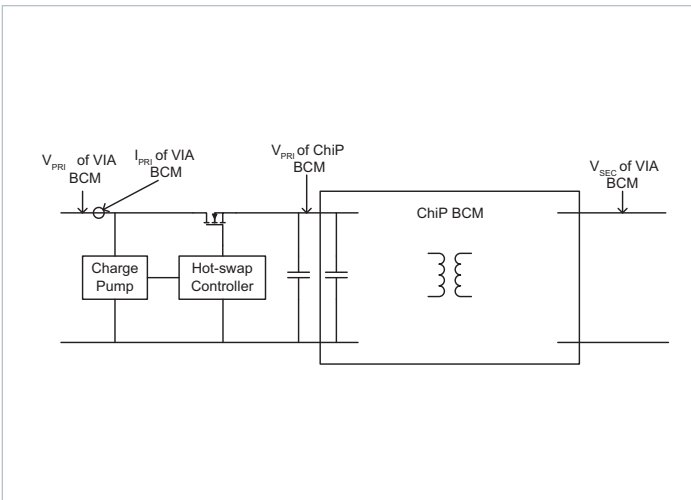 V_PRI of VIA
BCM
I_PRI of VIA
BCM
V_PRI of ChiP
BCM
V_SEC of VIA
BCM
ChiP BCM
Charge
Pump
Hot-swap
Controller